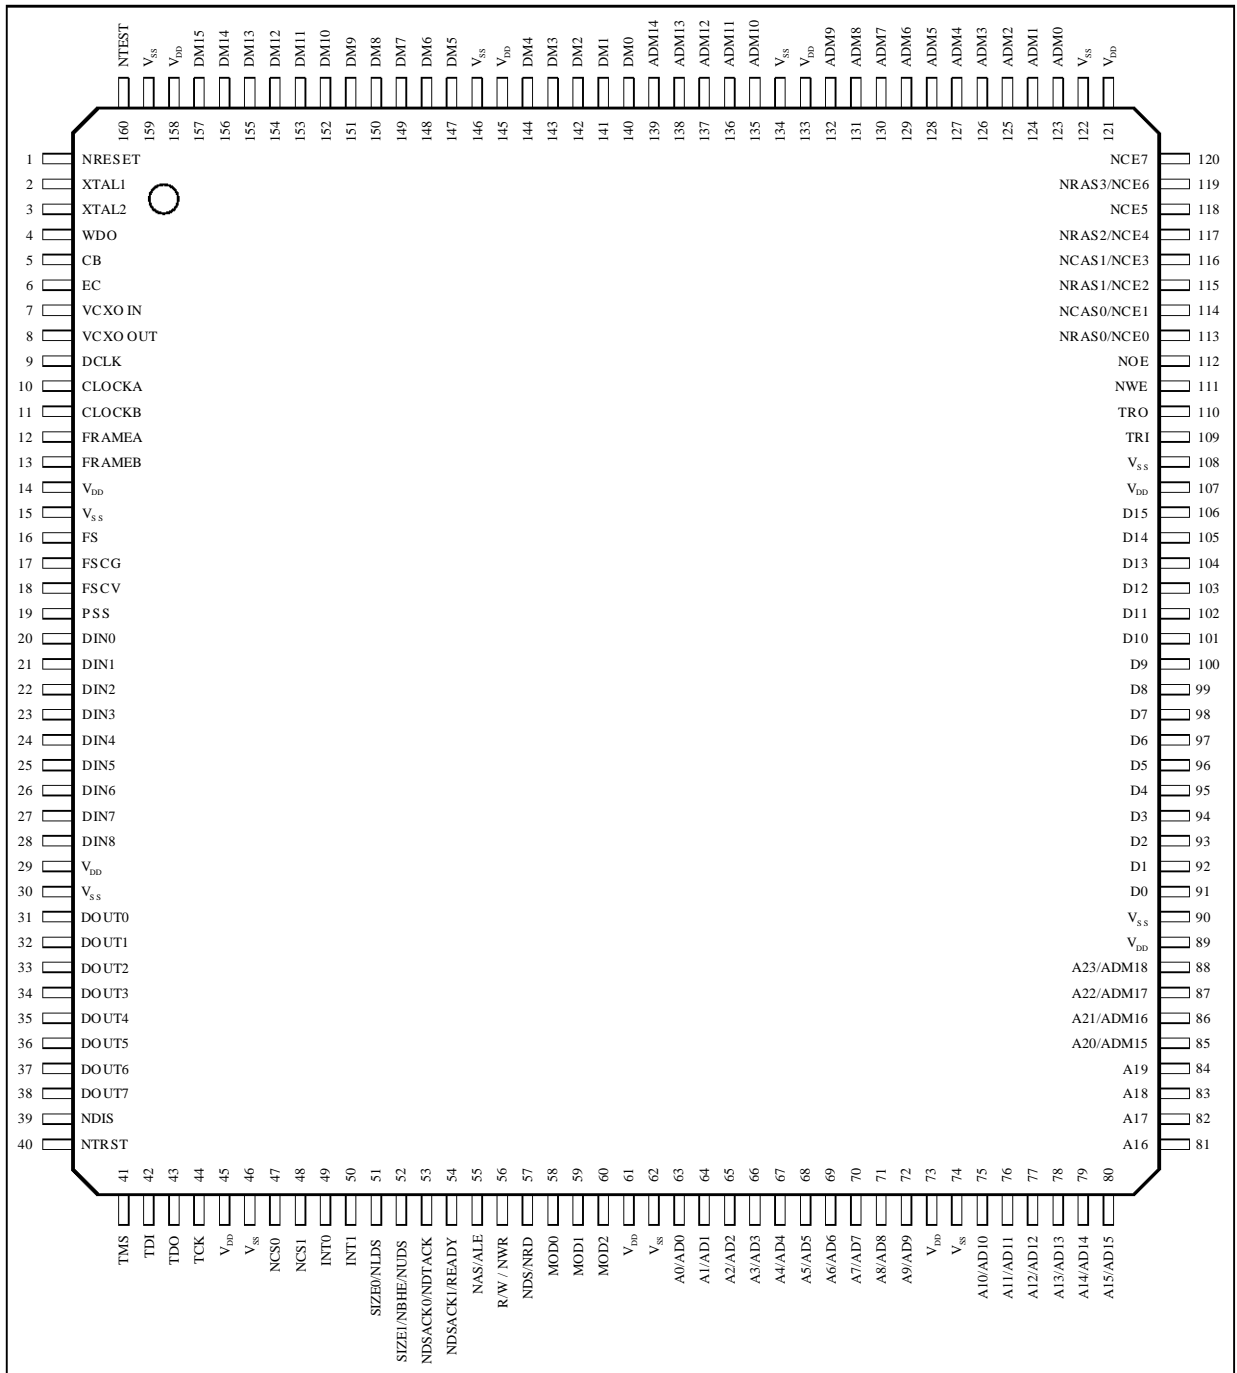 NTEST VSS VDD DM15 DM14 DM13 DM12 DM11 DM10 DM9 DM8 DM7 DM6 DM5 VSS VDD DM4 DM3 DM2 DM1 DM0 ADM14 ADM13 ADM12 ADM11 ADM10 VSS VDD ADM9 ADM8 ADM7 ADM6 ADM5 ADM4 ADM3 ADM2 ADM1 ADM0 VSS VDD
160 159 158 157 156 155 154 153 152 151 150 149 148 147 146 145 144 143 142 141 140 139 138 137 136 135 134 133 132 131 130 129 128 127 126 125 124 123 122 121
1 NRESET NCE7 120
2 XTAL1 NRAS3/NCE6 119
3 XTAL2 NCE5 118
4 WDO NRAS2/NCE4 117
5 CB NCAS1/NCE3 116
6 EC NRAS1/NCE2 115
7 VCXO IN NCAS0/NCE1 114
8 VCXO OUT NRAS0/NCE0 113
9 DCLK NOE 112
10 CLOCKA NWE 111
11 CLOCKB TRO 110
12 FRAMEA TRI 109
13 FRAMEB VSS 108
14 VDD VDD 107
15 VSS D15 106
16 FS D14 105
17 FSCG D13 104
18 FSCV D12 103
19 PSS D11 102
20 DIN0 D10 101
21 DIN1 D9 100
22 DIN2 D8 99
23 DIN3 D7 98
24 DIN4 D6 97
25 DIN5 D5 96
26 DIN6 D4 95
27 DIN7 D3 94
28 DIN8 D2 93
29 VDD D1 92
30 VSS D0 91
31 DOUT0 VSS 90
32 DOUT1 VDD 89
33 DOUT2 A23/ADM18 88
34 DOUT3 A22/ADM17 87
35 DOUT4 A21/ADM16 86
36 DOUT5 A20/ADM15 85
37 DOUT6 A19 84
38 DOUT7 A18 83
39 NDIS A17 82
40 NTRST A16 81
41 42 43 44 45 46 47 48 49 50 51 52 53 54 55 56 57 58 59 60 61 62 63 64 65 66 67 68 69 70 71 72 73 74 75 76 77 78 79 80
TMS TDI TDO TCK VDD VSS NCS0 NCS1 INT0 INT1 SIZE0/NLDS SIZE1/NBHE/NUDS NDSACK0/NDTACK NDSACK1/READY NAS/ALE R/W / NWR NDS/NRD MOD0 MOD1 MOD2 VDD VSS A0/AD0 A1/AD1 A2/AD2 A3/AD3 A4/AD4 A5/AD5 A6/AD6 A7/AD7 A8/AD8 A9/AD9 VDD VSS A10/AD10 A11/AD11 A12/AD12 A13/AD13 A14/AD14 A15/AD15